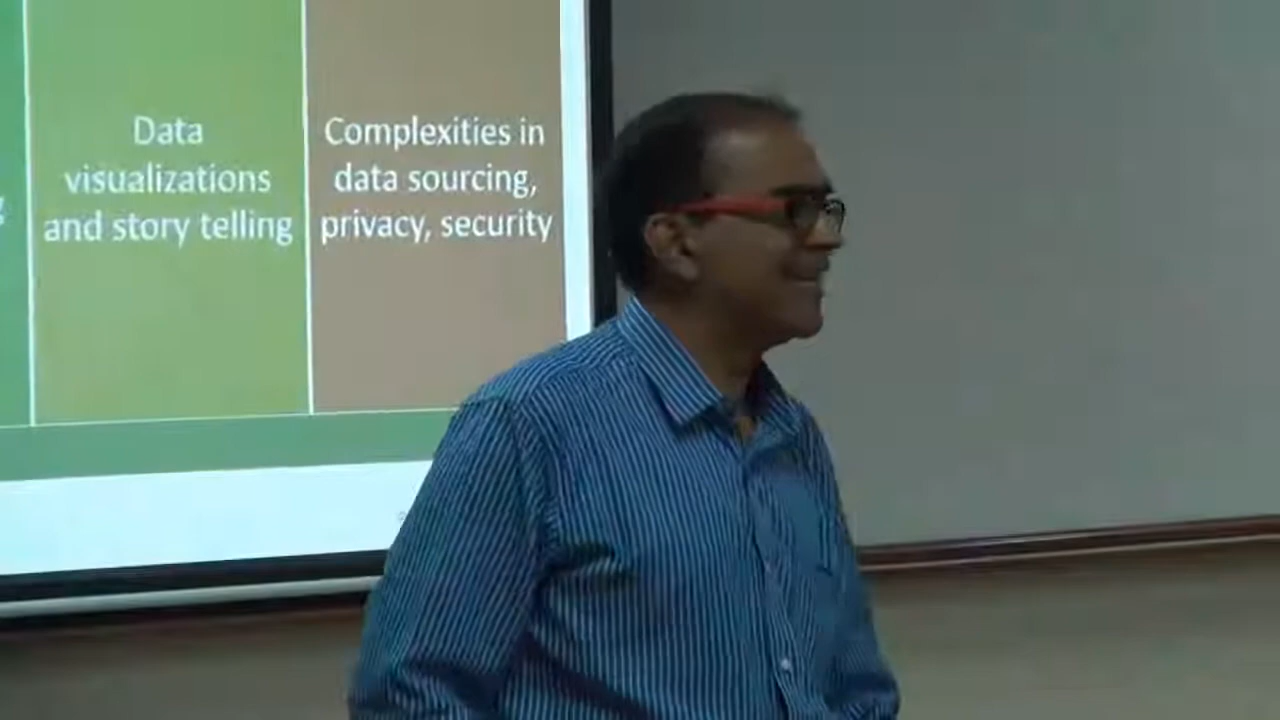 Data
visualizations
and story telling
Complexities in
data sourcing,
privacy, security